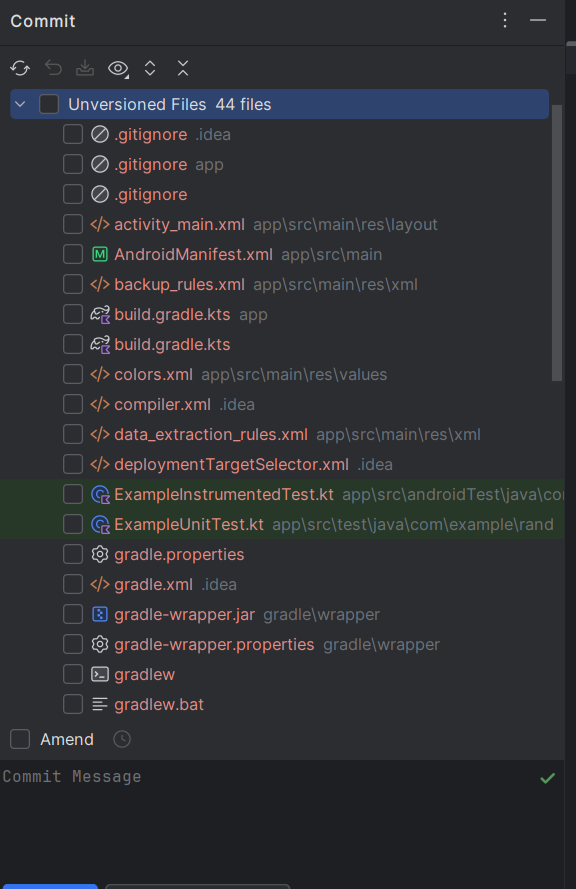 Commit
Unversioned Files 44 files
.gitignore .idea
.gitignore app
.gitignore
activity_main.xml app\src\main\res\layout
AndroidManifest.xml app\src\main
backup_rules.xml app\src\main\res\xml
build.gradle.kts app
build.gradle.kts
colors.xml app\src\main\res\values
compiler.xml .idea
data_extraction_rules.xml app\src\main\res\xml
deploymentTargetSelector.xml .idea
ExampleInstrumentedTest.kt app\src\androidTest\java\co
ExampleUnitTest.kt app\src\test\java\com\example\rand
gradle.properties
gradle.xml .idea
gradle-wrapper.jar gradle\wrapper
gradle-wrapper.properties gradle\wrapper
gradlew
gradlew.bat
Amend
Commit Message